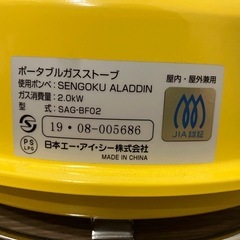 ポータブルガスストーブ
使用ボンベ：SENGOKU ALADDIN
ガス消費量：2.0kW
型　　式：SAG-BF02
19・08-005686
PS
LPG
日本エー・アイ・シー株式会社
MADE IN CHINA
屋内・屋外兼用
JIA認証